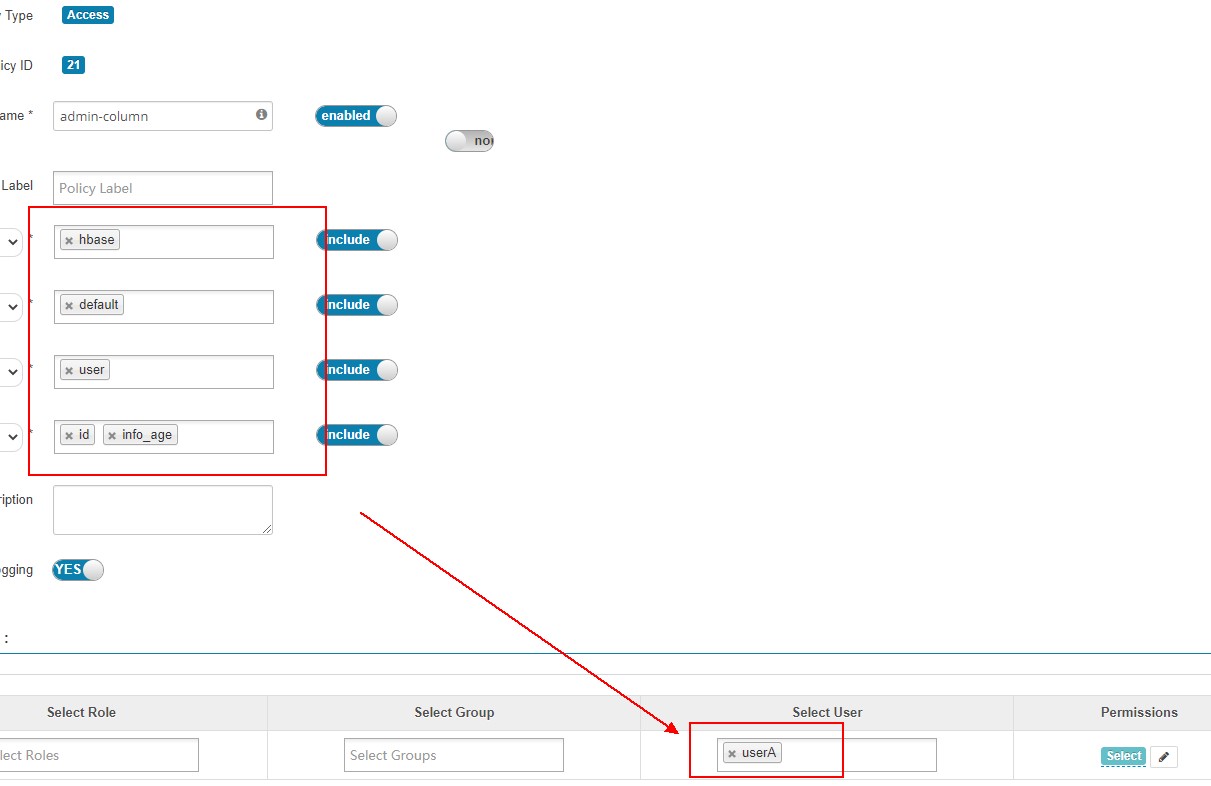 Type Access
icy ID 21
ame * admin-column enabled
nor
Label Policy Label
* hbase include
* default include
* user include
* id info_age include
ription
gging YES
:
Select Role Select Group Select User Permissions
lect Roles Select Groups userA Select